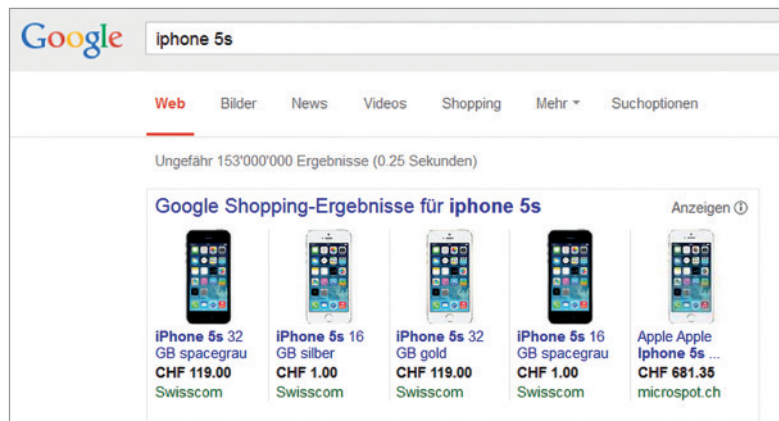 Google iphone 5s
Web Bilder News Videos Shopping Mehr Suchoptionen
Ungefähr 153'000'000 Ergebnisse (0.25 Sekunden)
Google Shopping-Ergebnisse für iphone 5s Anzeigen
iPhone 5s 32
GB spacegrau
CHF 119.00
Swisscom
iPhone 5s 16
GB silber
CHF 1.00
Swisscom
iPhone 5s 32
GB gold
CHF 119.00
Swisscom
iPhone 5s 16
GB spacegrau
CHF 1.00
Swisscom
Apple Apple
Iphone 5s ...
CHF 681.35
microspot.ch